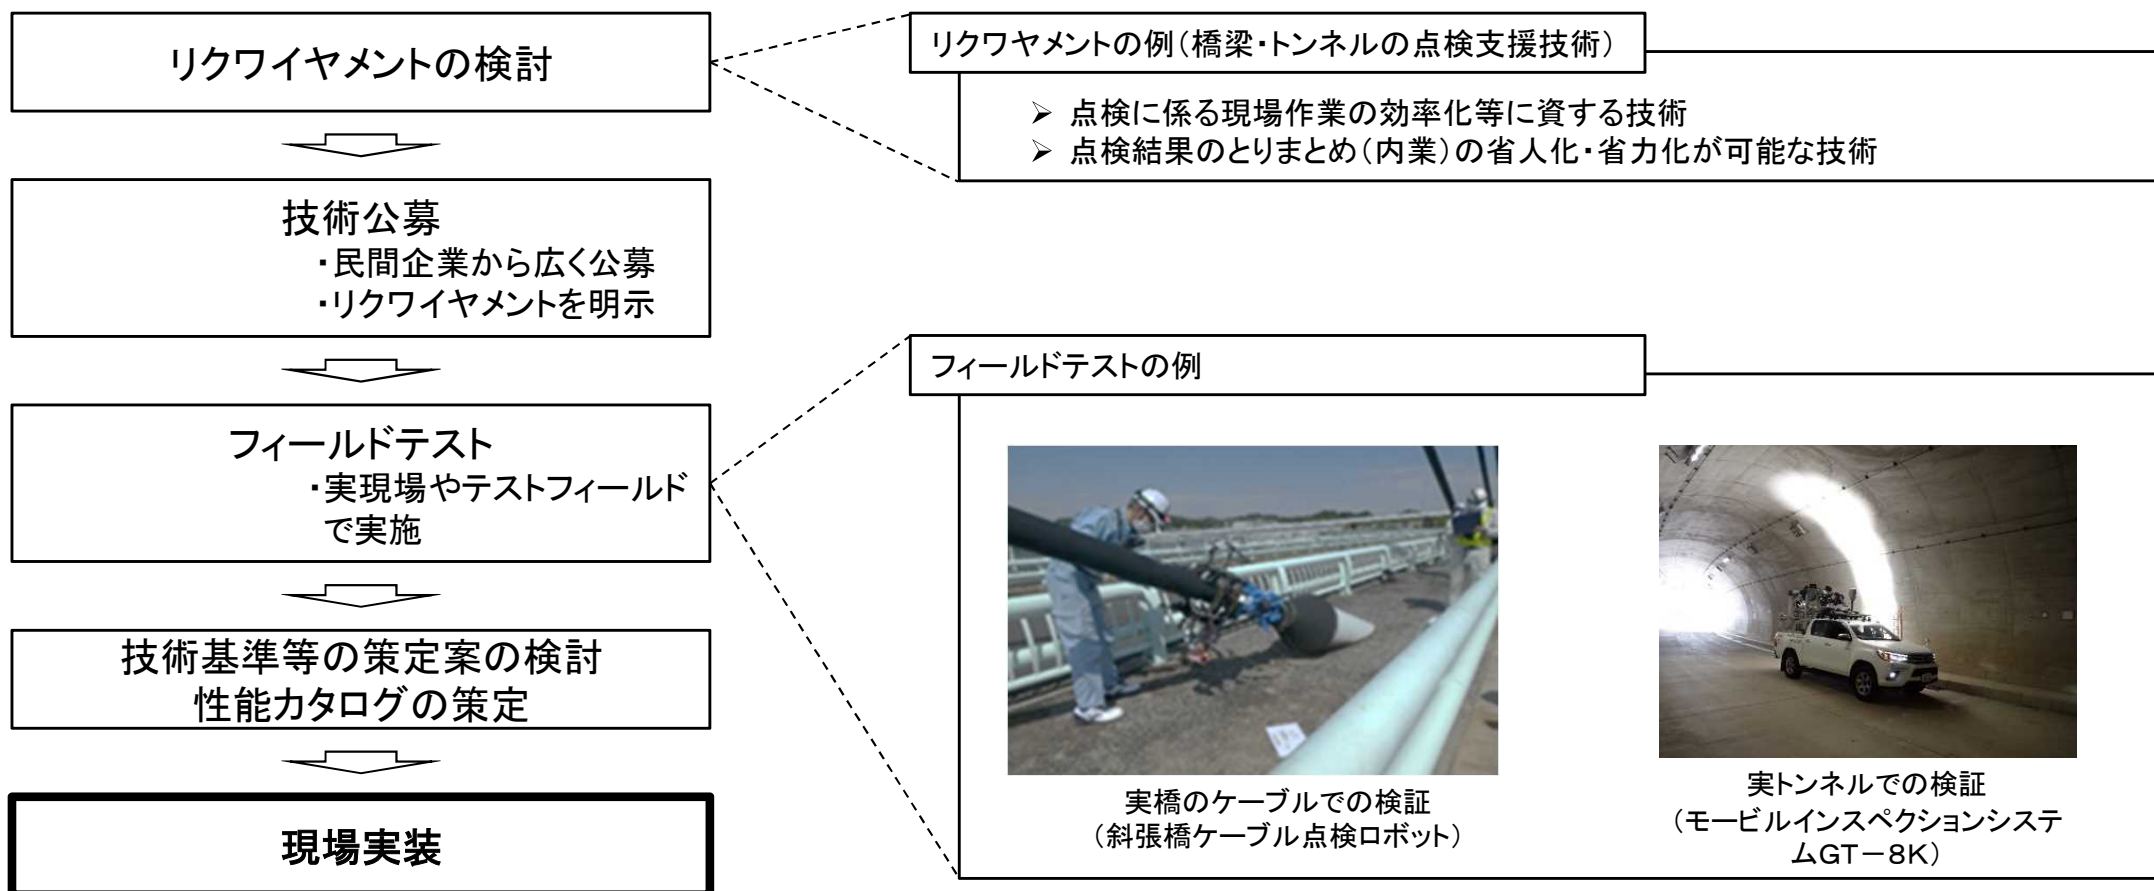 リクワイヤメントの検討
技術公募
・民間企業から広く公募
・リクワイヤメントを明示
フィールドテスト
・実現場やテストフィールド
で実施
技術基準等の策定案の検討
性能カタログの策定
現場実装
リクワヤメントの例（橋梁・トンネルの点検支援技術）
➢ 点検に係る現場作業の効率化等に資する技術
➢ 点検結果のとりまとめ（内業）の省人化・省力化が可能な技術
フィールドテストの例
実橋のケーブルでの検証
（斜張橋ケーブル点検ロボット）
実トンネルでの検証
（モービルインスペクションシステ
ムGT－8K）